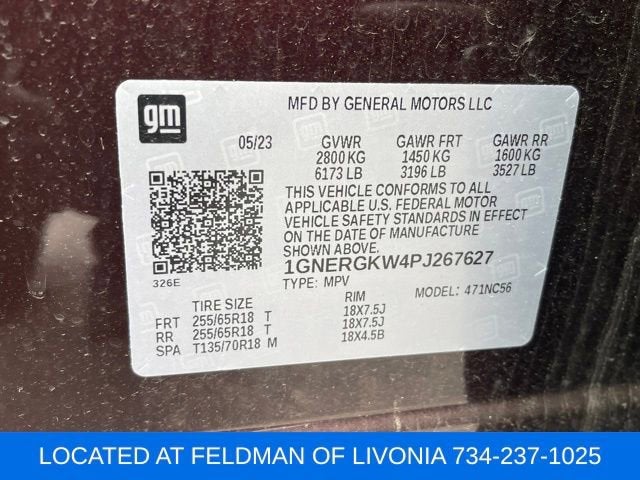 gm
MFD BY GENERAL MOTORS LLC
05/23 GVWR GAWR FRT GAWR RR
2800 KG 1450 KG 1600 KG
6173 LB 3196 LB 3527 LB
THIS VEHICLE CONFORMS TO ALL
APPLICABLE U.S. FEDERAL MOTOR
VEHICLE SAFETY STANDARDS IN EFFECT
ON THE DATE OF MANUFACTURE
SHOWN ABOVE.
326E
1GNERGKW4PJ267627
TYPE: MPV MODEL: 471NC56
TIRE SIZE RIM
FRT 255/65R18 T 18X7.5J
RR 255/65R18 T 18X7.5J
SPA T135/70R18 M 18X4.5B
LOCATED AT FELDMAN OF LIVONIA 734-237-1025